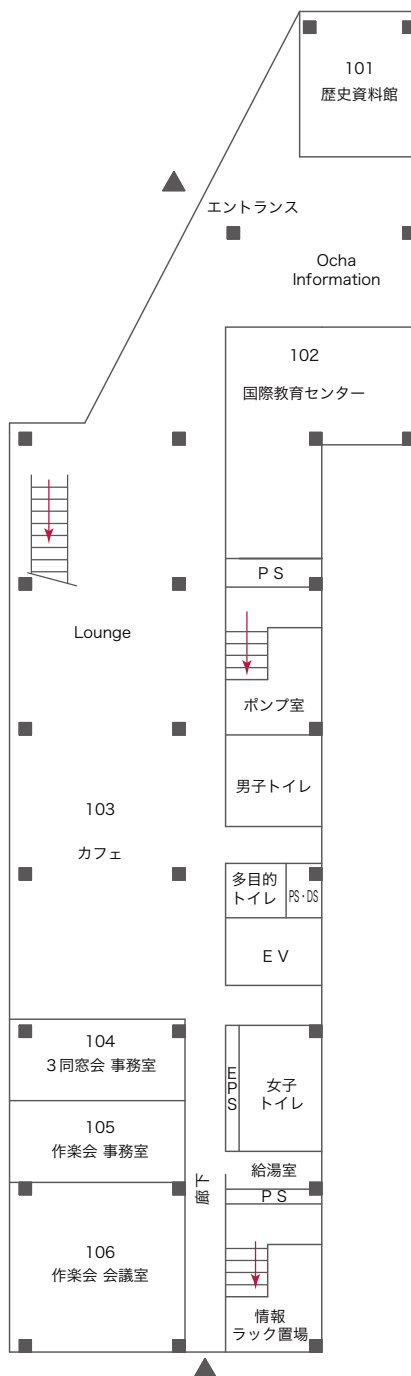 101
歴史資料館
エントランス
Ocha
Information
102
国際教育センター
P S
Lounge
ポンプ室
男子トイレ
103
カフェ
多目的
トイレ
PS・DS
E V
104
３同窓会 事務室
EPS
女子
トイレ
105
作楽会 事務室
給湯室
廊下
P S
106
作楽会 会議室
情報
ラック置場